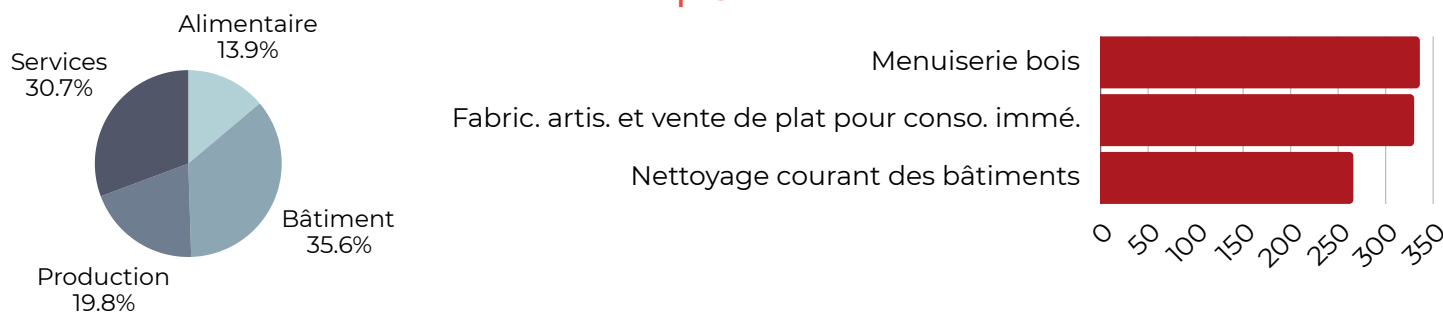 Alimentaire
13.9%
Services
30.7%
Bâtiment
35.6%
Production
19.8%
Menuiserie bois
Fabric. artis. et vente de plat pour conso. immé.
Nettoyage courant des bâtiments
0
50
100
150
200
250
300
350